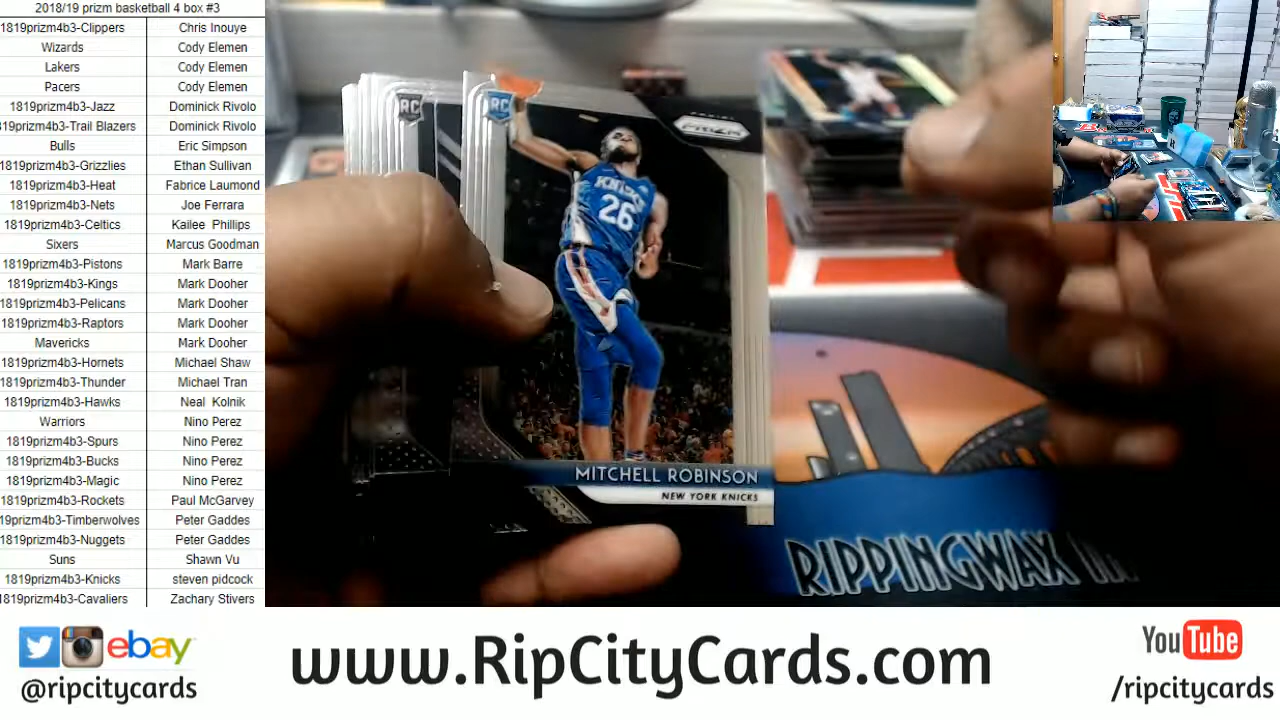 2018/19 prizm basketball 4 box #3
1819prizm4b3-Clippers Chris Inouye
Wizards Cody Elemen
Lakers Cody Elemen
Pacers Cody Elemen
1819prizm4b3-Jazz Dominick Rivolo
19prizm4b3-Trail Blazers Dominick Rivolo
Bulls Eric Simpson
1819prizm4b3-Grizzlies Ethan Sullivan
1819prizm4b3-Heat Fabrice Laumond
1819prizm4b3-Nets Joe Ferrara
1819prizm4b3-Celtics Kailee Phillips
Sixers Marcus Goodman
1819prizm4b3-Pistons Mark Barre
1819prizm4b3-Kings Mark Dooher
1819prizm4b3-Pelicans Mark Dooher
1819prizm4b3-Raptors Mark Dooher
Mavericks Mark Dooher
1819prizm4b3-Hornets Michael Shaw
1819prizm4b3-Thunder Michael Tran
1819prizm4b3-Hawks Neal Kolnik
Warriors Nino Perez
1819prizm4b3-Spurs Nino Perez
1819prizm4b3-Bucks Nino Perez
1819prizm4b3-Magic Nino Perez
1819prizm4b3-Rockets Paul McGarvey
19prizm4b3-Timberwolves Peter Gaddes
1819prizm4b3-Nuggets Peter Gaddes
Suns Shawn Vu
1819prizm4b3-Knicks steven pidcock
1819prizm4b3-Cavaliers Zachary Stivers
RC
RC
PANINI
PRIZM
KNICKS
26
MITCHELL ROBINSON
NEW YORK KNICKS
RIPPINGWAX
ebay
@ripcitycards
www.RipCityCards.com
YouTube
/ripcitycards